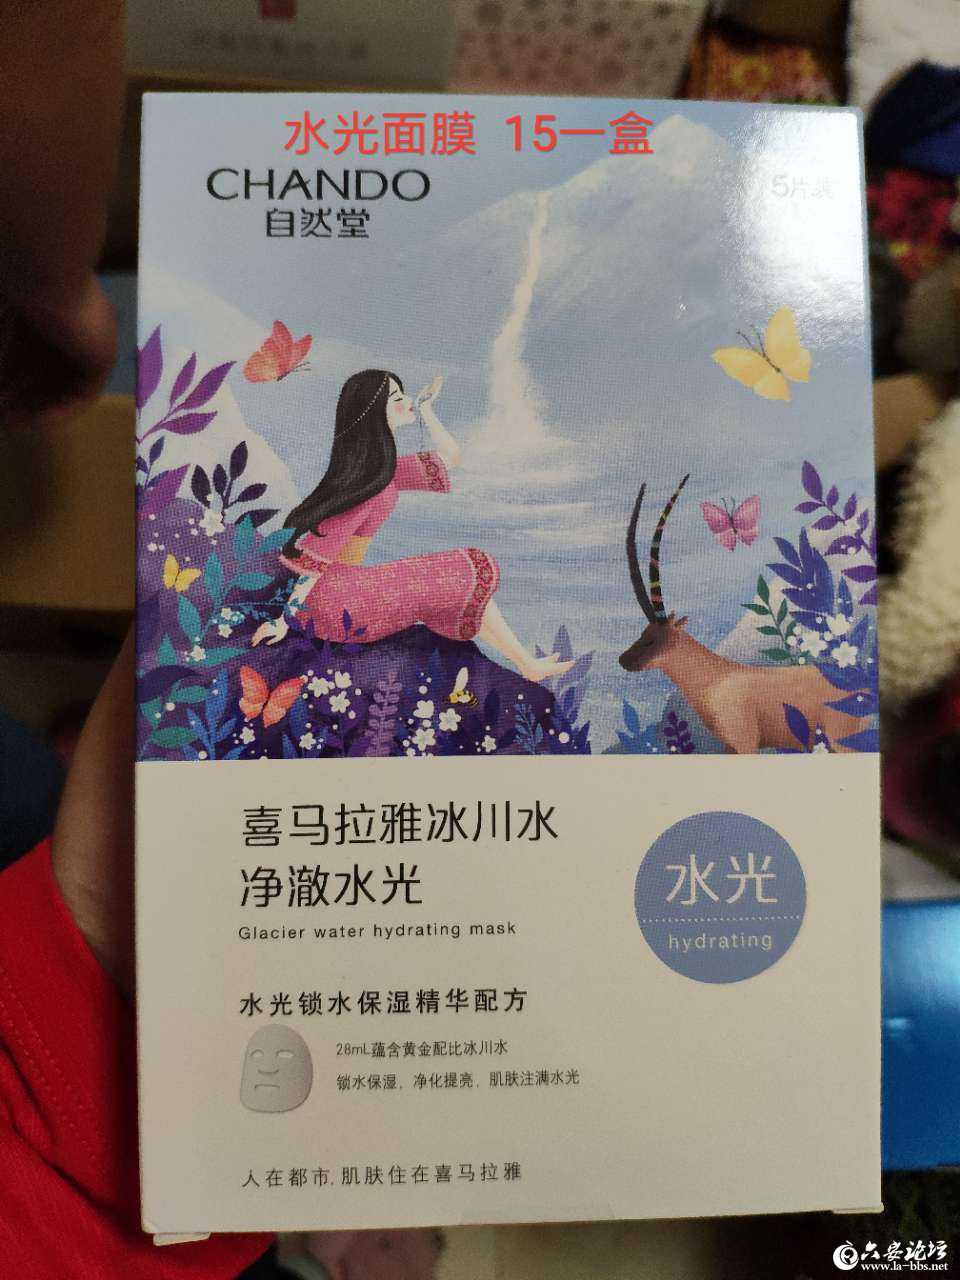 水光面膜 15一盒
CHANDO
自然堂
5片装
喜马拉雅冰川水
净澈水光
Glacier water hydrating mask
水光
hydrating
水光锁水保湿精华配方
28mL蕴含黄金配比冰川水
锁水保湿，净化提亮，肌肤注满水光
人在都市，肌肤住在喜马拉雅
六安论坛
www.la-bbs.net